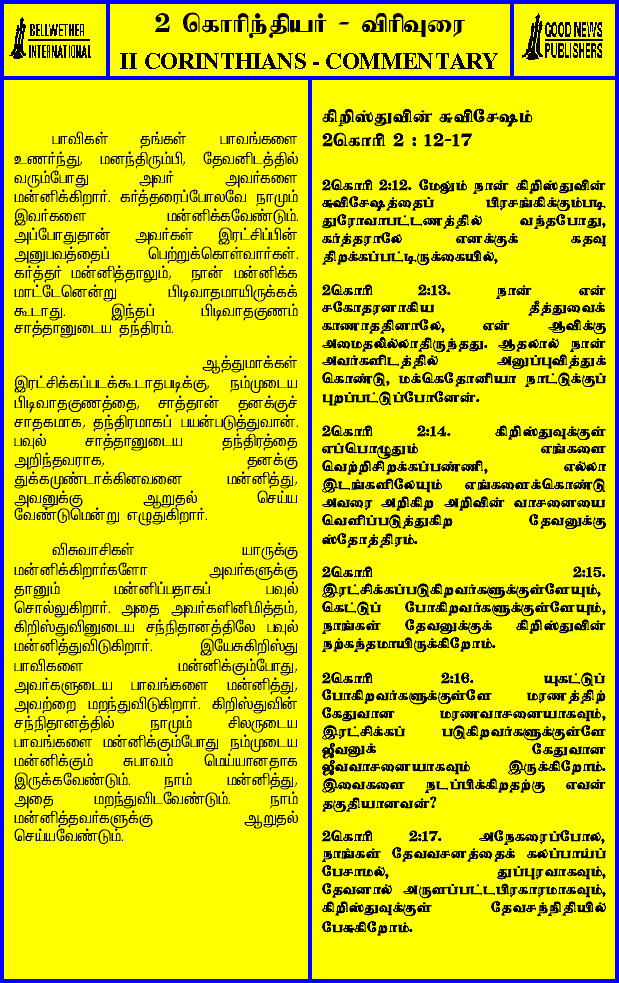 BELLWETHER
INTERNATIONAL
2 கொரிந்தியர் - விரிவுரை
II CORINTHIANS - COMMENTARY
GOOD NEWS
PUBLISHERS
பாவிகள் தங்கள் பாவங்களை
உணர்ந்து, மனந்திரும்பி, தேவனிடத்தில்
வரும்போது அவர் அவர்களை
மன்னிக்கிறார். கர்த்தரைப்போலவே நாமும்
இவர்களை மன்னிக்கவேண்டும்.
அப்போதுதான் அவர்கள் இரட்சிப்பின்
அனுபவத்தைப் பெற்றுக்கொள்வார்கள்.
கர்த்தர் மன்னித்தாலும், நான் மன்னிக்க
மாட்டேனென்று பிடிவாதமாயிருக்கக்
கூடாது. இந்தப் பிடிவாதகுணம்
சாத்தானுடைய தந்திரம்.
ஆத்துமாக்கள்
இரட்சிக்கப்படக்கூடாதபடிக்கு, நம்முடைய
பிடிவாதகுணத்தை, சாத்தான் தனக்குச்
சாதகமாக, தந்திரமாகப் பயன்படுத்துவான்.
பவுல் சாத்தானுடைய தந்திரத்தை
அறிந்தவராக, தனக்கு
துக்கமுண்டாக்கினவனை மன்னித்து,
அவனுக்கு ஆறுதல் செய்ய
வேண்டுமென்று எழுதுகிறார்.
விசுவாசிகள் யாருக்கு
மன்னிக்கிறார்களோ அவர்களுக்கு
தானும் மன்னிப்பதாகப் பவுல்
சொல்லுகிறார். அதை அவர்களினிமித்தம்,
கிறிஸ்துவினுடைய சந்நிதானத்திலே பவுல்
மன்னித்துவிடுகிறார். இயேசுகிறிஸ்து
பாவிகளை மன்னிக்கும்போது,
அவர்களுடைய பாவங்களை மன்னித்து,
அவற்றை மறந்துவிடுகிறார். கிறிஸ்துவின்
சந்நிதானத்தில் நாமும் சிலருடைய
பாவங்களை மன்னிக்கும்போது நம்முடைய
மன்னிக்கும் சுபாவம் மெய்யானதாக
இருக்கவேண்டும். நாம் மன்னித்து,
அதை மறந்துவிடவேண்டும். நாம்
மன்னித்தவர்களுக்கு ஆறுதல்
செய்யவேண்டும்.
கிறிஸ்துவின் சுவிசேஷம்
2கொரி 2 : 12-17
2கொரி 2:12. மேலும் நான் கிறிஸ்துவின்
சுவிசேஷத்தைப் பிரசங்கிக்கும்படி
துரோவாபட்டணத்தில் வந்தபோது,
கர்த்தராலே எனக்குக் கதவு
திறக்கப்பட்டிருக்கையில்,
2கொரி 2:13. நான் என்
சகோதரனாகிய தீத்துவைக்
காணாததினாலே, என் ஆவிக்கு
அமைதலில்லாதிருந்தது. ஆதலால் நான்
அவர்களிடத்தில் அனுப்புவித்துக்
கொண்டு, மக்கெதோனியா நாட்டுக்குப்
புறப்பட்டுப்போனேன்.
2கொரி 2:14. கிறிஸ்துவுக்குள்
எப்பொழுதும் எங்களை
வெற்றிசிறக்கப்பண்ணி, எல்லா
இடங்களிலேயும் எங்களைக்கொண்டு
அவரை அறிகிற அறிவின் வாசனையை
வெளிப்படுத்துகிற தேவனுக்கு
ஸ்தோத்திரம்.
2கொரி 2:15.
இரட்சிக்கப்படுகிறவர்களுக்குள்ளேயும்,
கெட்டுப் போகிறவர்களுக்குள்ளேயும்,
நாங்கள் தேவனுக்குக் கிறிஸ்துவின்
நற்கந்தமாயிருக்கிறோம்.
2கொரி 2:16. யுகட்டுப்
போகிறவர்களுக்குள்ளே மரணத்திற்
கேதுவான மரணவாசனையாகவும்,
இரட்சிக்கப் படுகிறவர்களுக்குள்ளே
ஜீவனுக் கேதுவான
ஜீவவாசனையாகவும் இருக்கிறோம்.
இவைகளை நடப்பிக்கிறதற்கு எவன்
தகுதியானவன்?
2கொரி 2:17. அநேகரைப்போல,
நாங்கள் தேவவசனத்தைக் கலப்பாய்ப்
பேசாமல், துப்புரவாகவும்,
தேவனால் அருளப்பட்டபிரகாரமாகவும்,
கிறிஸ்துவுக்குள் தேவசந்நிதியில்
பேசுகிறோம்.